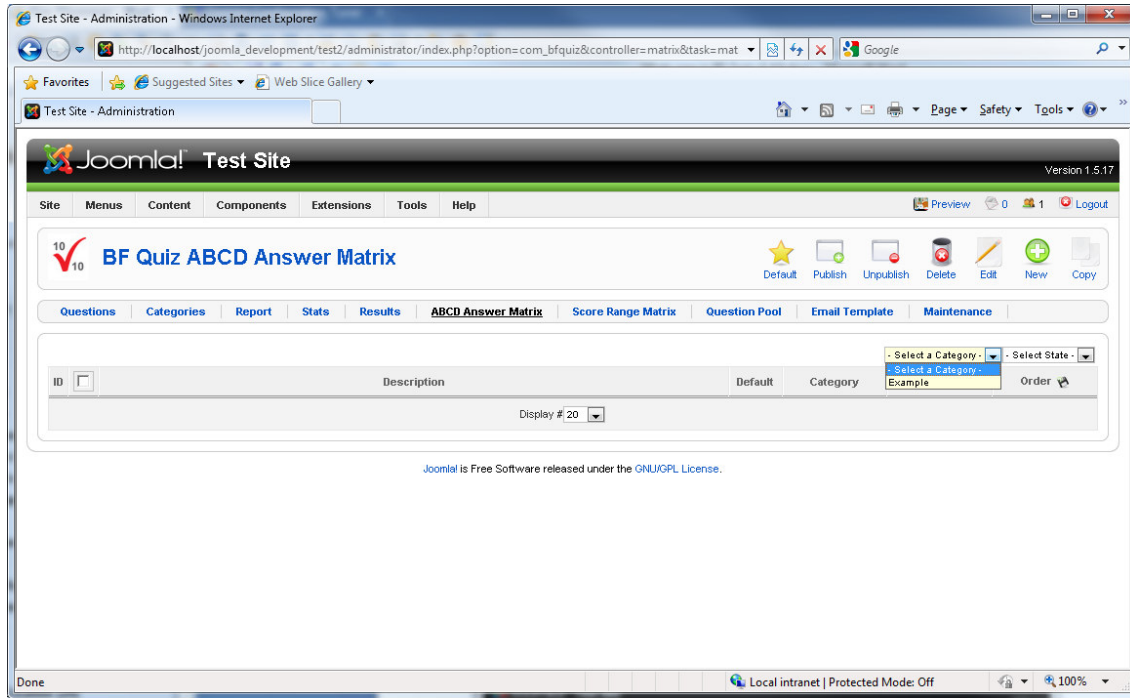 Test Site - Administration - Windows Internet Explorer
http://localhost/joomla_development/test2/administrator/index.php?option=com_bfquiz&controller=matrix&task=mat Google
Favorites Suggested Sites Web Slice Gallery
Test Site - Administration Page Safety Tools
Joomla! Test Site
Version 1.5.17
Site Menus Content Components Extensions Tools Help Preview 0 1 Logout
10 10 BF Quiz ABCD Answer Matrix
Default Publish Unpublish Delete Edit New Copy
Questions Categories Report Stats Results ABCD Answer Matrix Score Range Matrix Question Pool Email Template Maintenance
- Select a Category - - Select State -
- Select a Category -
Example
ID Description Default Category Order
Display # 20
Joomla! is Free Software released under the GNU/GPL License.
Done Local intranet | Protected Mode: Off 100%